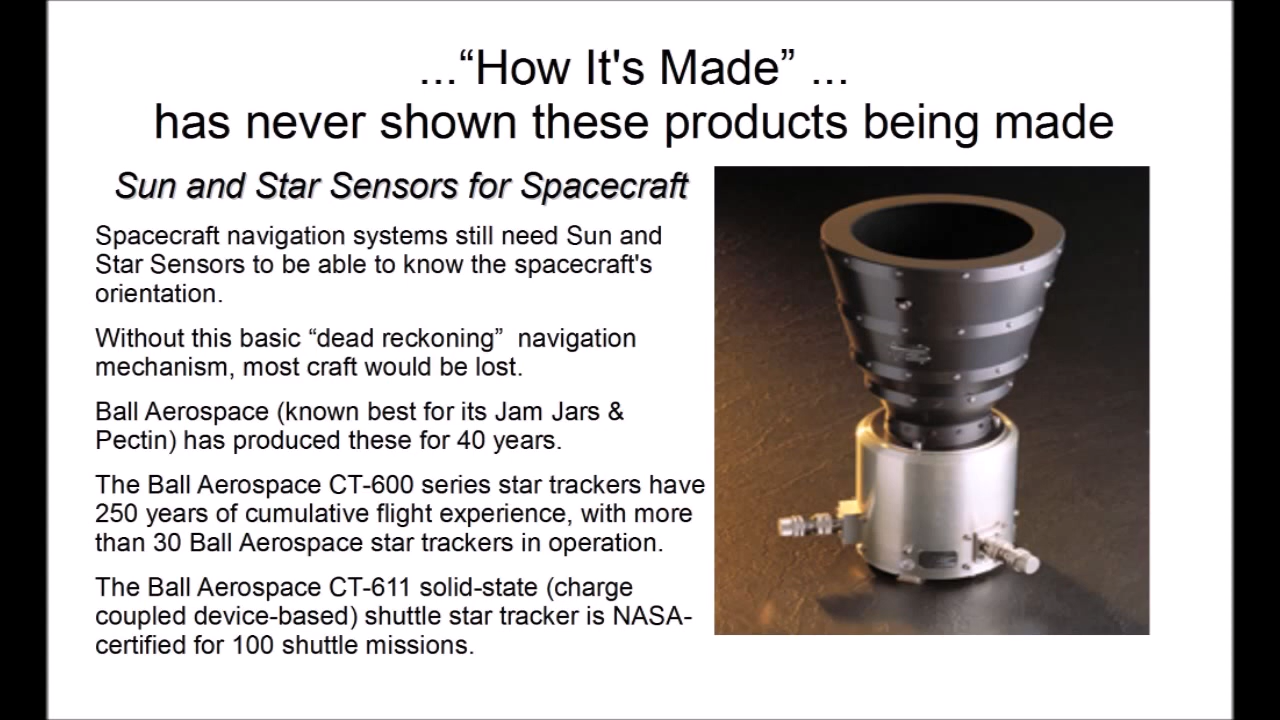 ...“How It's Made” ...
has never shown these products being made
Sun and Star Sensors for Spacecraft
Spacecraft navigation systems still need Sun and
Star Sensors to be able to know the spacecraft's
orientation.
Without this basic “dead reckoning”  navigation
mechanism, most craft would be lost.
Ball Aerospace (known best for its Jam Jars &
Pectin) has produced these for 40 years.
The Ball Aerospace CT-600 series star trackers have
250 years of cumulative flight experience, with more
than 30 Ball Aerospace star trackers in operation.
The Ball Aerospace CT-611 solid-state (charge
coupled device-based) shuttle star tracker is NASA-
certified for 100 shuttle missions.